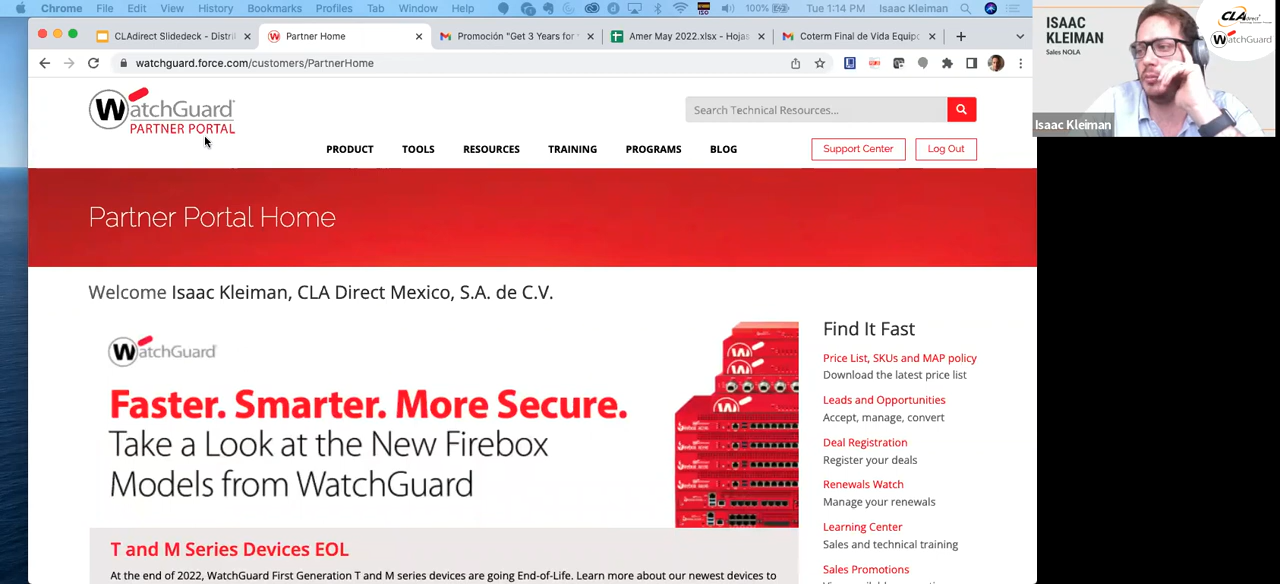 Chrome File Edit View History Bookmarks Profiles Tab Window Help 100% Tue 1:14 PM Isaac Kleiman
CLAdirect Slidedeck - Distri Partner Home Promoción "Get 3 Years for Amer May 2022.xlsx - Hojas Coterm Final de Vida Equipo
watchguard.force.com/customers/PartnerHome
ISAAC
KLEIMAN
Sales NOLA
CLAdirect
WatchGuard
Isaac Kleiman
WatchGuard
PARTNER PORTAL
Search Technical Resources...
PRODUCT TOOLS RESOURCES TRAINING PROGRAMS BLOG Support Center Log Out
Partner Portal Home
Welcome Isaac Kleiman, CLA Direct Mexico, S.A. de C.V.
WatchGuard
Faster. Smarter. More Secure.
Take a Look at the New Firebox
Models from WatchGuard
T and M Series Devices EOL
At the end of 2022, WatchGuard First Generation T and M series devices are going End-of-Life. Learn more about our newest devices to
Find It Fast
Price List, SKUs and MAP policy
Download the latest price list
Leads and Opportunities
Accept, manage, convert
Deal Registration
Register your deals
Renewals Watch
Manage your renewals
Learning Center
Sales and technical training
Sales Promotions